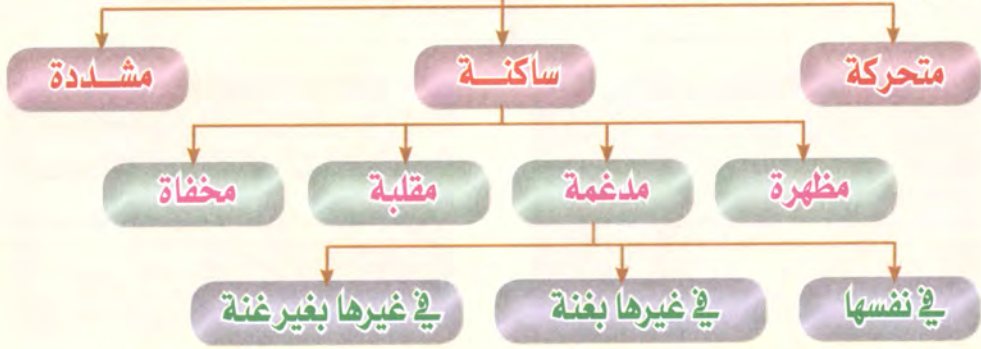 متحركة
ساكنة
مشددة
مظهرة
مدغمة
مقلبة
مخفاة
في نفسها
في غيرها بغنة
في غيرها بغير غنة